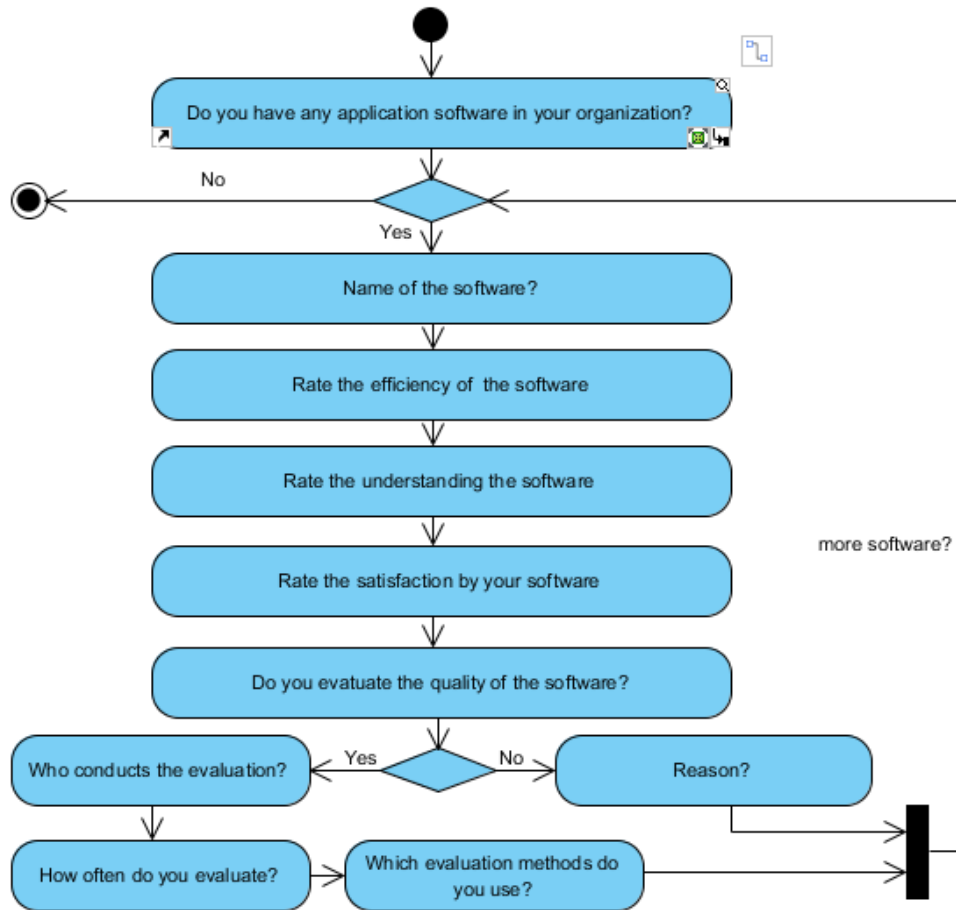 Do you have any application software in your organization?
No
Yes
Name of the software?
Rate the efficiency of  the software
Rate the understanding the software
more software?
Rate the satisfaction by your software
Do you evatuate the quality of the software?
Yes
No
Who conducts the evaluation?
Reason?
How often do you evaluate?
Which evaluation methods do
you use?